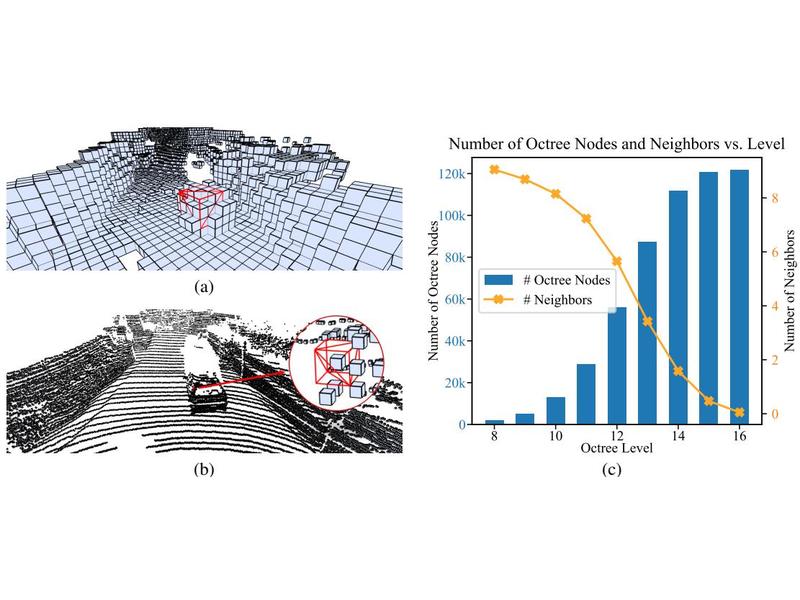 (a)
(b)
Number of Octree Nodes and Neighbors vs. Level
Number of Octree Nodes
120k
100k
80k
60k
40k
20k
0
# Octree Nodes
# Neighbors
8
6
4
2
0
Number of Neighbors
8 10 12 14 16
Octree Level
(c)